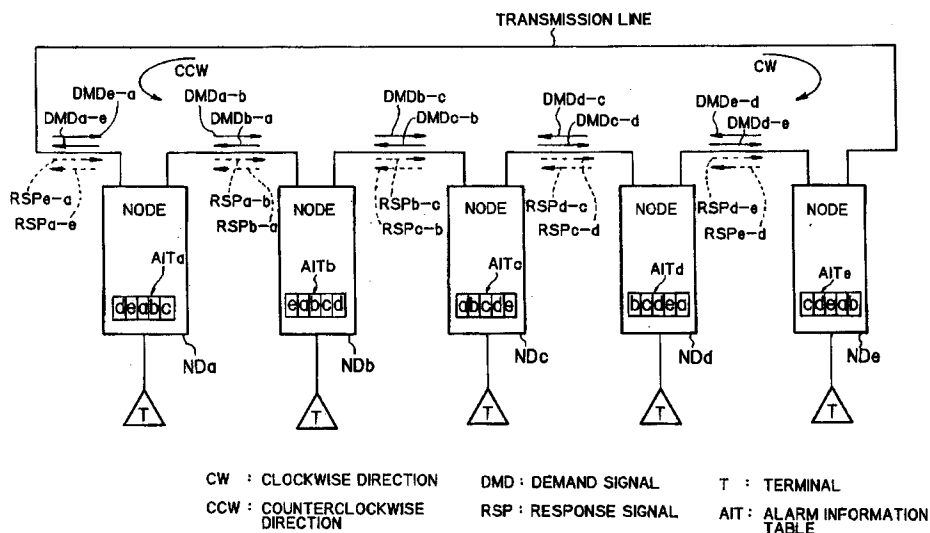 TRANSMISSION LINE
CCW
CW
DMDe-a
DMDa-e
DMDa-b
DMDb-a
DMDb-c
DMDc-b
DMDd-c
DMDc-d
DMDe-d
DMDd-e
RSPe-a
RSPa-e
RSPa-b
RSPb-a
RSPb-c
RSPc-b
RSPd-c
RSPc-d
RSPd-e
RSPe-d
NODE NODE NODE NODE NODE
AITa AITb AITc AITd AITe
deabc eabcd abcde bcdea cdeab
NDa NDb NDc NDd NDe
T T T T T
CW : CLOCKWISE DIRECTION
CCW : COUNTERCLOCKWISE
DIRECTION
DMD : DEMAND SIGNAL
RSP : RESPONSE SIGNAL
T : TERMINAL
AIT : ALARM INFORMATION
TABLE